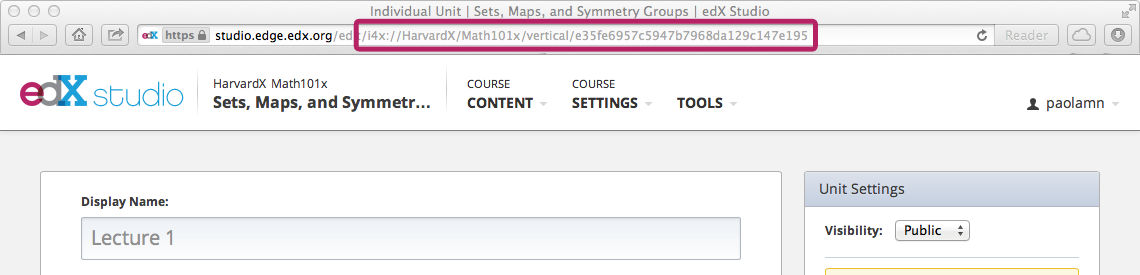 Individual Unit | Sets, Maps, and Symmetry Groups | edX Studio
edX https studio.edge.edx.org/edit/i4x://HarvardX/Math101x/vertical/e35fe6957c5947b7968da129c147e195 Reader
edX studio
HarvardX Math101x
Sets, Maps, and Symmetr...
COURSE
CONTENT
COURSE
SETTINGS
TOOLS
paolamn
Display Name:
Lecture 1
Unit Settings
Visibility: Public